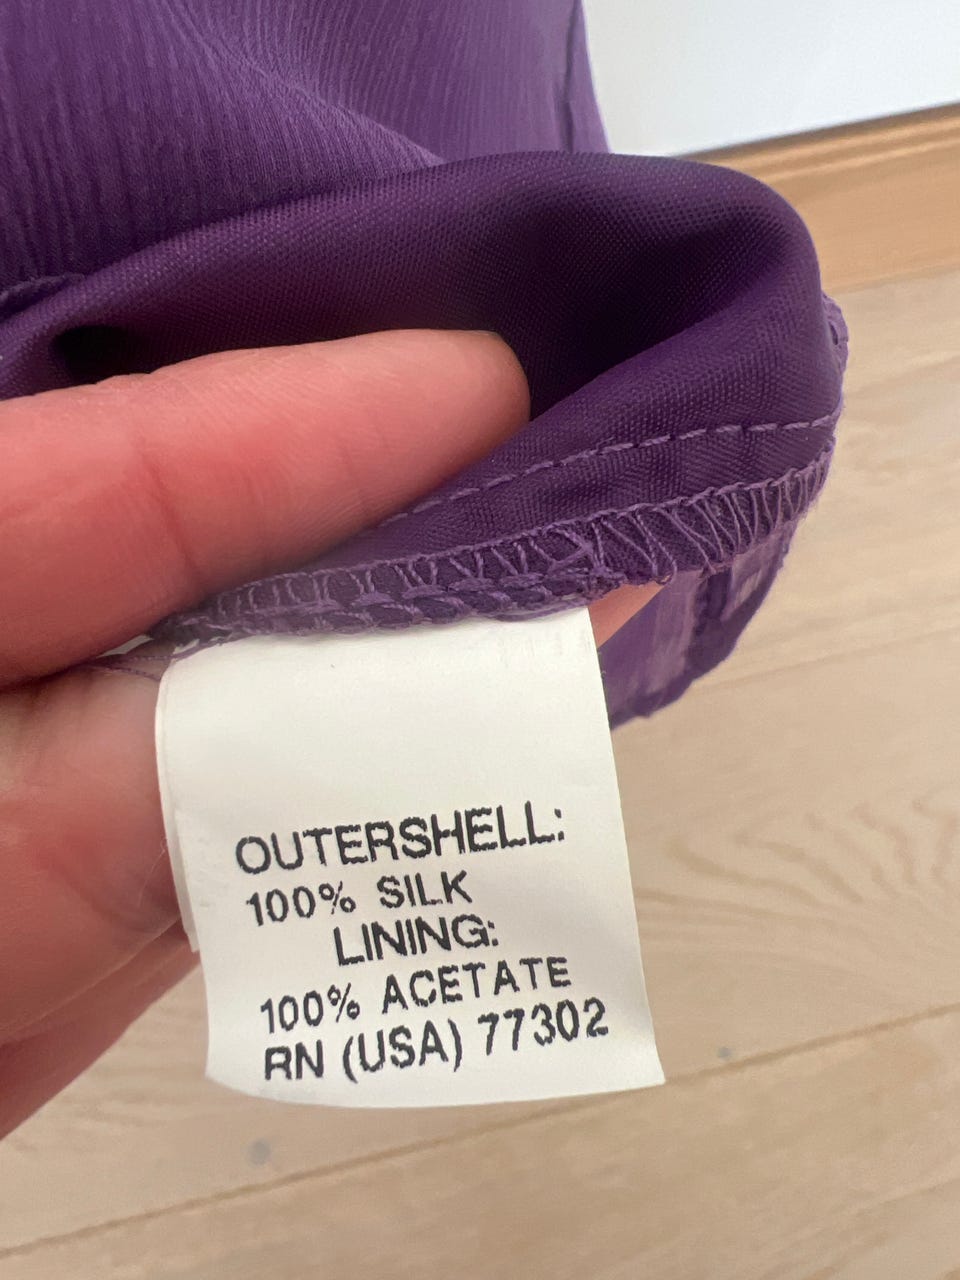 OUTERSHELL:
100% SILK
LINING:
100% ACETATE
RN (USA) 77302